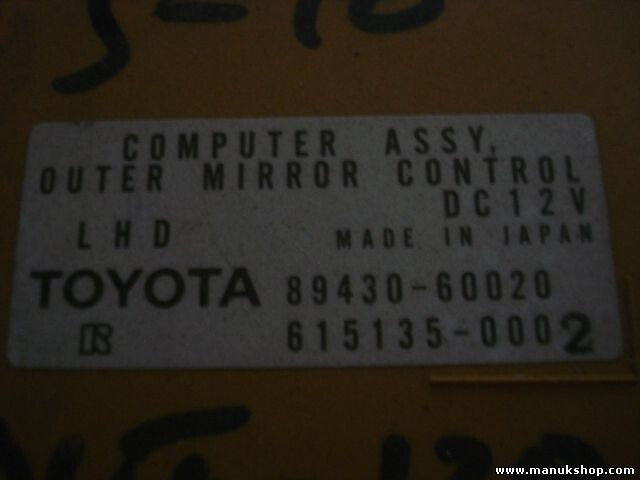 COMPUTER ASSY,
OUTER MIRROR CONTROL
DC12V
LHD MADE IN JAPAN
TOYOTA 89430-60020
615135-0002
www.manukshop.com